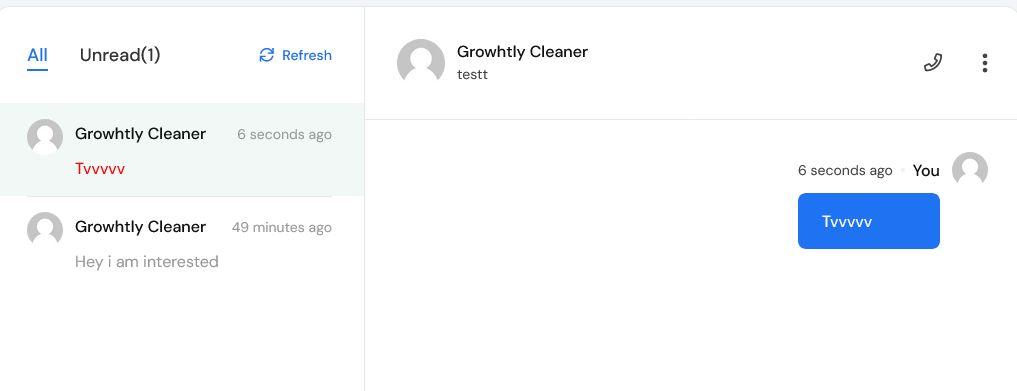 All Unread(1) Refresh
Growhtly Cleaner 6 seconds ago
Tvvvvv
Growhtly Cleaner 49 minutes ago
Hey i am interested
Growhtly Cleaner
testt
6 seconds ago You
Tvvvvv